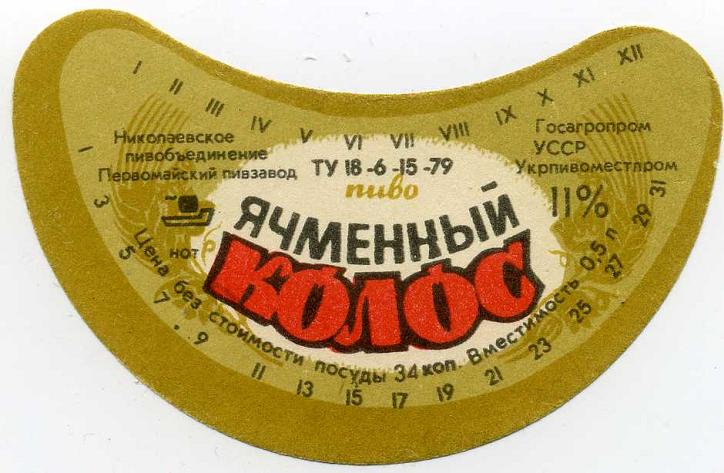 I II III IV V VI VII VIII IX X XI XII
Николаевское
пивобъединение
Первомайский пивзавод
Госагропром
УССР
Укрпивоместпром
ТУ 18-6-15-79
пиво
ЯЧМЕННЫЙ
КОЛОС
11%
нот
Цена без стоимости посуды 34 коп. Вместимость 0,5 л
1 3 5 7 9 11 13 15 17 19 21 23 25 27 29 31